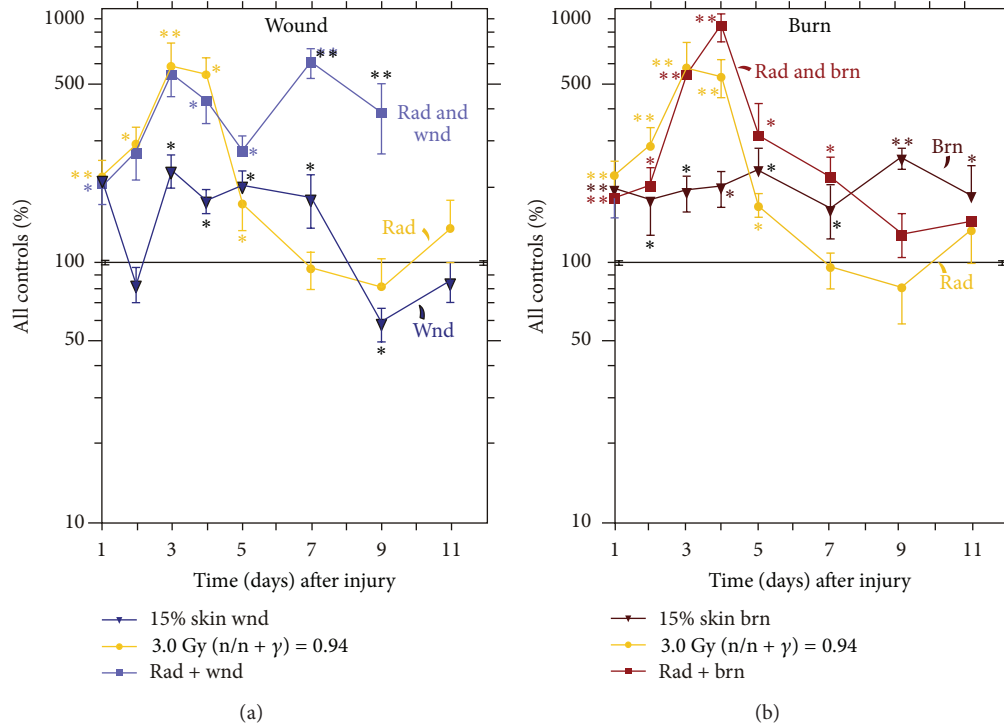 Wound
All controls (%)
1000
500
100
50
10
** 
*
**
*
*
*
*
*
*
*
*
*
*
**
**
*
Rad and
wnd
Rad
Wnd
1 3 5 7 9 11
Time (days) after injury
15% skin wnd
3.0 Gy (n/n + γ) = 0.94
Rad + wnd
(a)
Burn
All controls (%)
1000
500
100
50
10
**
**
**
**
**
**
**
*
*
*
*
*
*
*
*
*
**
*
Rad and brn
Brn
Rad
1 3 5 7 9 11
Time (days) after injury
15% skin brn
3.0 Gy (n/n + γ) = 0.94
Rad + brn
(b)